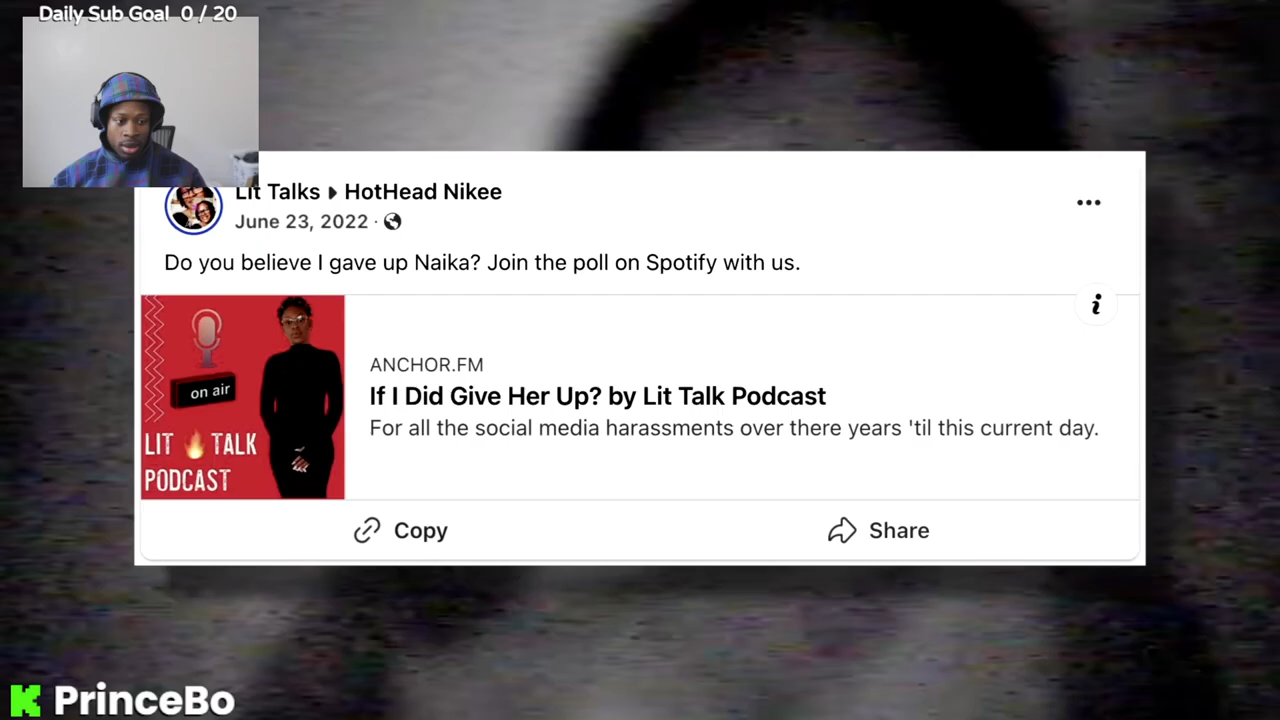 Daily Sub Goal 0 / 20
Lit Talks HotHead Nikee
June 23, 2022 ·
Do you believe I gave up Naika? Join the poll on Spotify with us.
i
on air
LIT TALK
PODCAST
ANCHOR.FM
If I Did Give Her Up? by Lit Talk Podcast
For all the social media harassments over there years 'til this current day.
Copy
Share
K PrinceBo